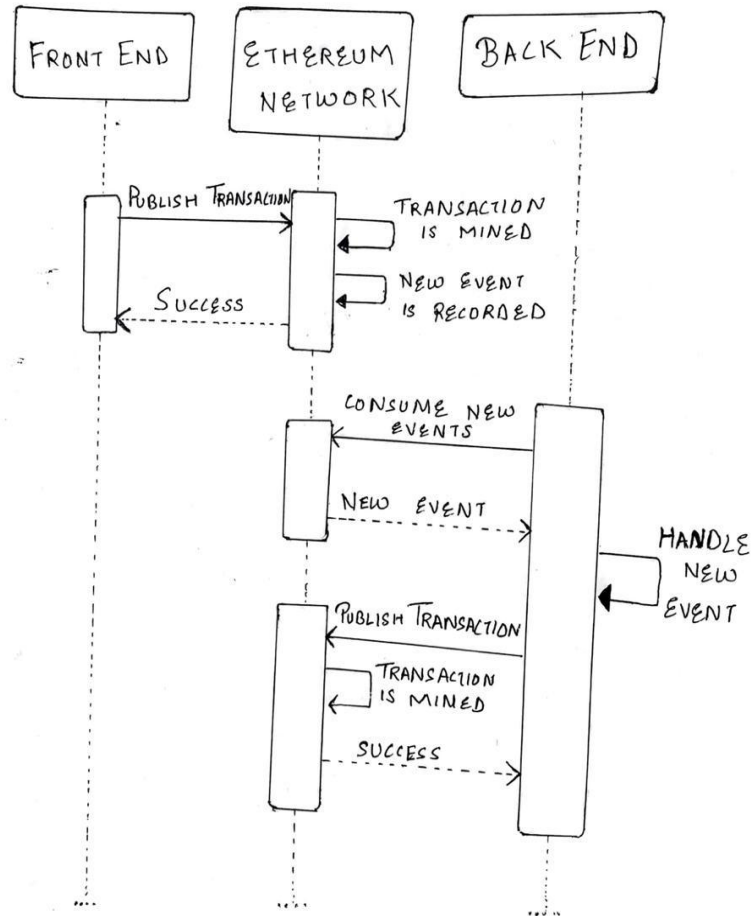 FRONT END
ETHEREUM
NETWORK
BACK END
PUBLISH TRANSACTION
TRANSACTION
IS MINED
NEW EVENT
IS RECORDED
SUCCESS
CONSUME NEW
EVENTS
NEW EVENT
HANDLE
NEW
EVENT
PUBLISH TRANSACTION
TRANSACTION
IS MINED
SUCCESS